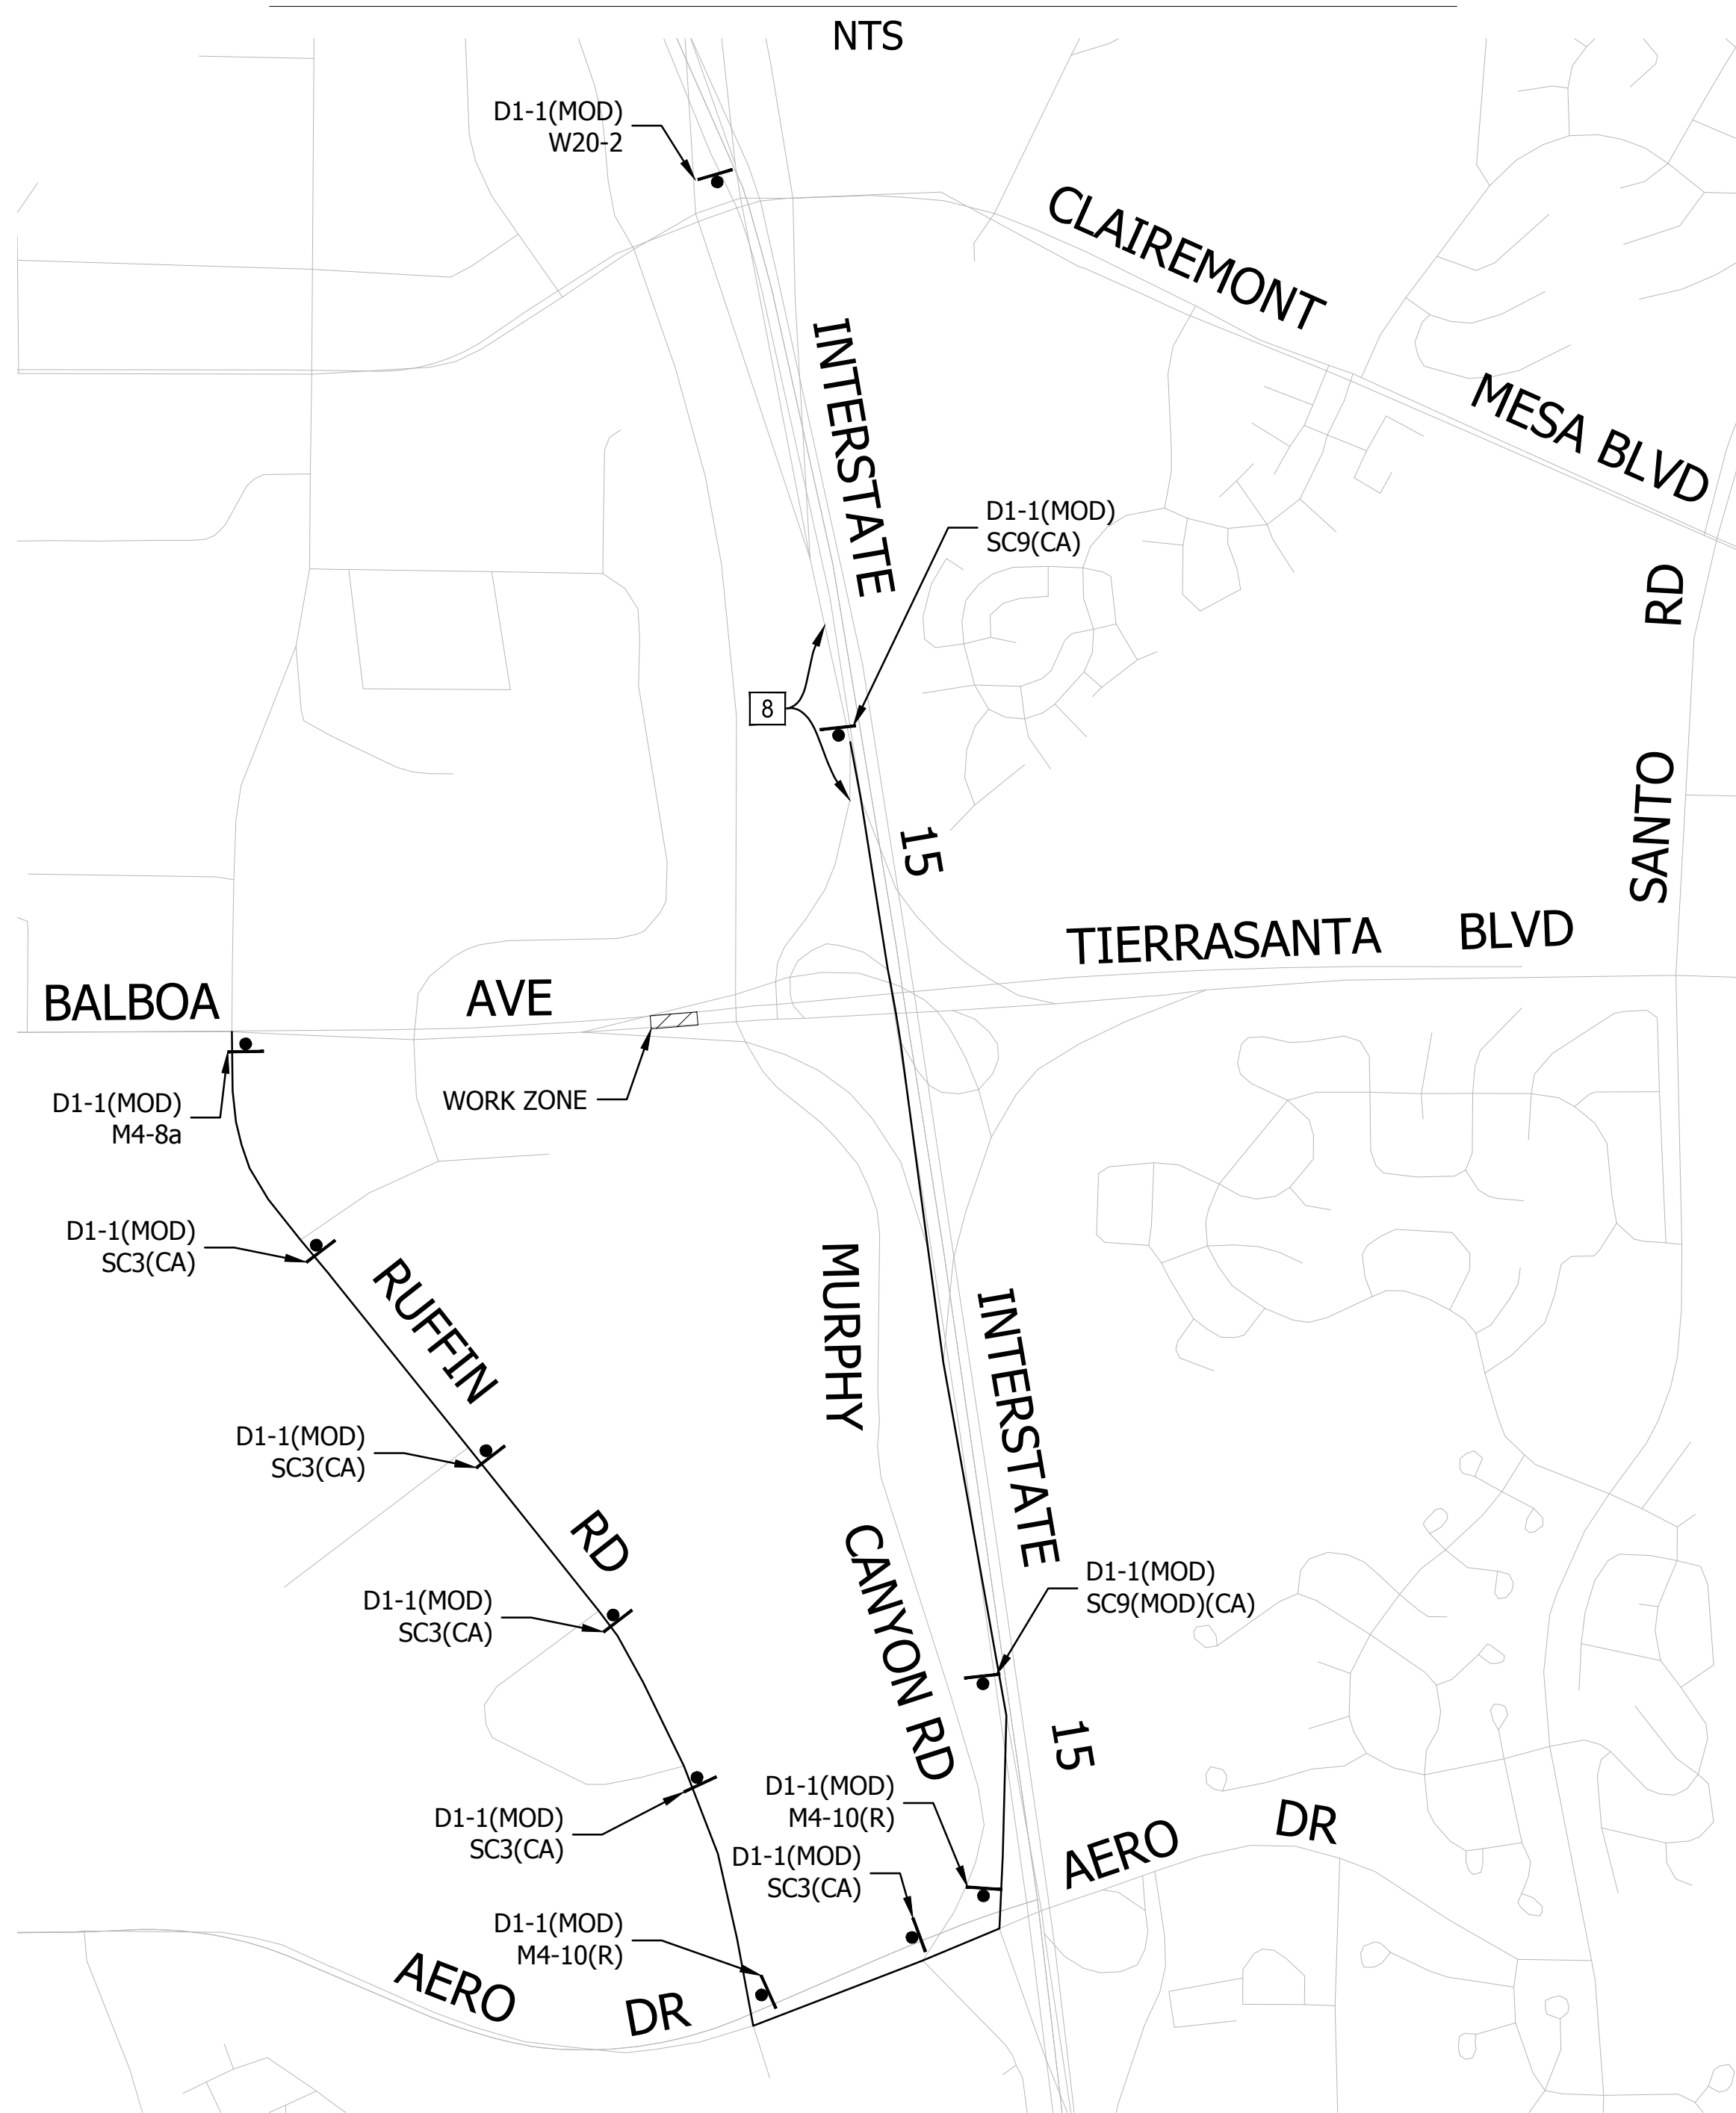 NTS
D1-1(MOD)
W20-2
CLAIREMONT
MESA BLVD
INTERSTATE
D1-1(MOD)
SC9(CA)
RD
8
SANTO
15
TIERRASANTA BLVD
BALBOA AVE
WORK ZONE
D1-1(MOD)
M4-8a
D1-1(MOD)
SC3(CA)
RUFFIN
MURPHY
INTERSTATE
D1-1(MOD)
SC3(CA)
RD
CANYON RD
D1-1(MOD)
SC9(MOD)(CA)
D1-1(MOD)
SC3(CA)
15
D1-1(MOD)
M4-10(R)
D1-1(MOD)
SC3(CA)
AERO DR
D1-1(MOD)
SC3(CA)
D1-1(MOD)
M4-10(R)
AERO DR